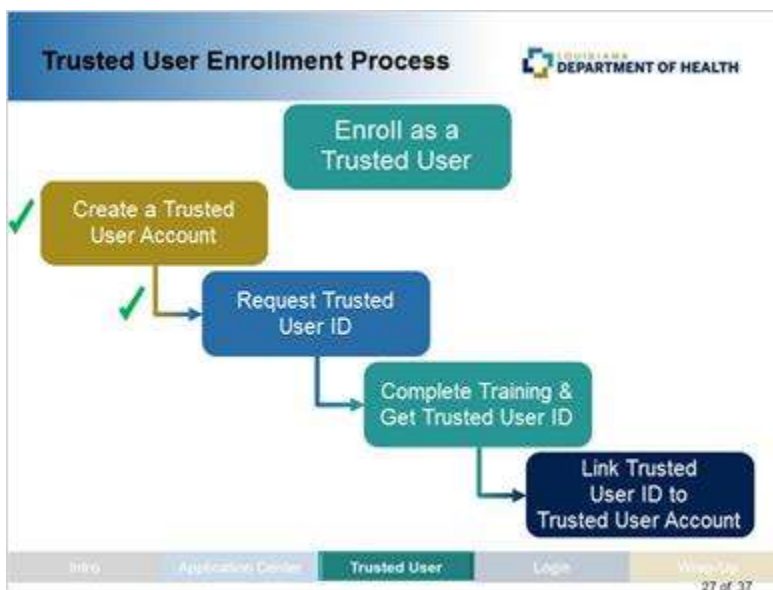 Trusted User Enrollment Process
LOUISIANA
DEPARTMENT OF HEALTH
Enroll as a
Trusted User
Create a Trusted
User Account
Request Trusted
User ID
Complete Training &
Get Trusted User ID
Link Trusted
User ID to
Trusted User Account
Intro
Application Center
Trusted User
Login
Wrap-Up
27 of 37